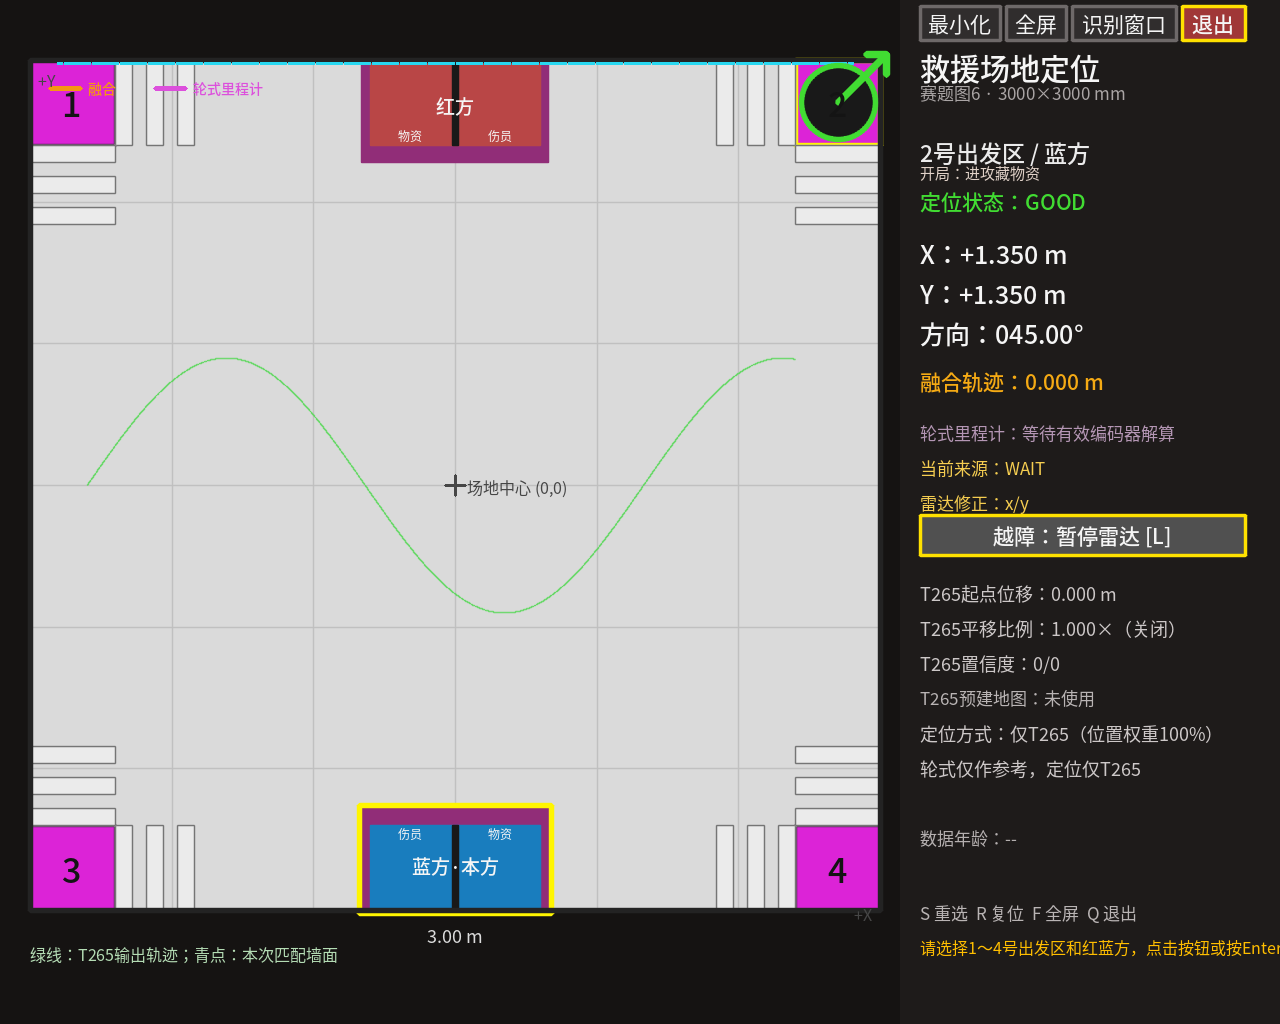 最小化 全屏 识别窗口 退出
救援场地定位
赛题图6 · 3000×3000 mm
2号出发区 / 蓝方
开局：进攻藏物资
定位状态：GOOD
X：+1.350 m
Y：+1.350 m
方向：045.00°
融合轨迹：0.000 m
轮式里程计：等待有效编码器解算
当前来源：WAIT
雷达修正：x/y
越障：暂停雷达 [L]
T265起点位移：0.000 m
T265平移比例：1.000×（关闭）
T265置信度：0/0
T265预建地图：未使用
定位方式：仅T265（位置权重100%）
轮式仅作参考，定位仅T265
数据年龄：--
S 重选 R 复位 F 全屏 Q 退出
请选择1～4号出发区和红蓝方，点击按钮或按Enter
+Y
融合
轮式里程计
1
2
红方
物资
伤员
场地中心 (0,0)
伤员
物资
蓝方·本方
3
4
+X
3.00 m
绿线：T265输出轨迹；青点：本次匹配墙面